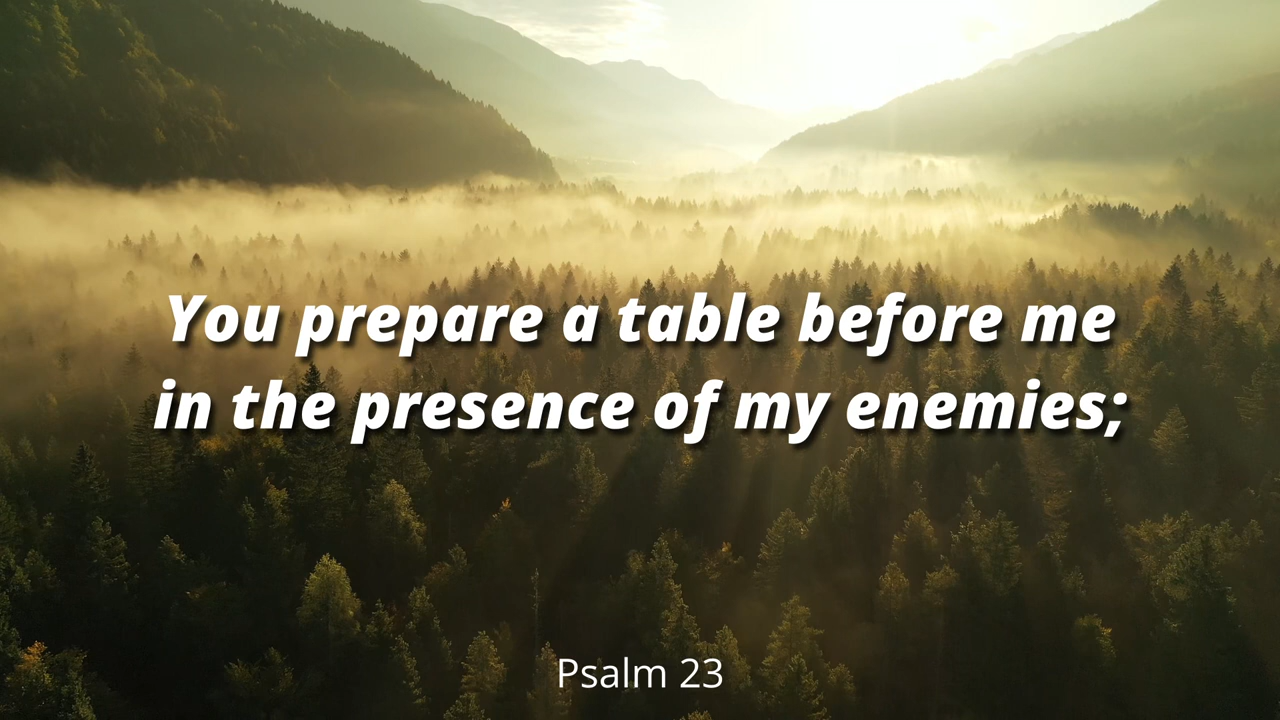 You prepare a table before me
in the presence of my enemies;
Psalm 23